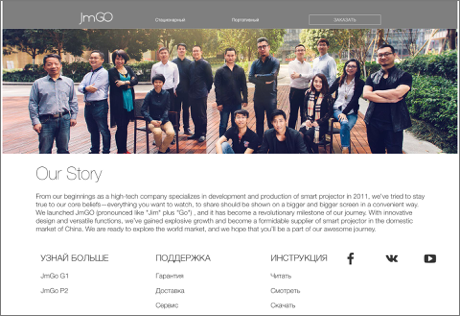 JmGO Стационарный Портативный ЗАКАЗАТЬ
Our Story
From our beginnings as a high-tech company specializes in development and production of smart projector in 2011, we've tried to stay
true to our core beliefs—everything you want to watch, to share should be shown on a bigger and bigger screen in a convenient way.
We launched JmGO (pronounced like "Jim" plus "Go") , and it has become a revolutionary milestone of our journey. With innovative
design and versatile functions, we've gained explosive growth and become a formidable supplier of smart projector in the domestic
market of China. We are ready to explore the world market, and we hope that you'll be a part of our awesome journey.
УЗНАЙ БОЛЬШЕ ПОДДЕРЖКА ИНСТРУКЦИЯ
JmGo G1 Гарантия Читать
JmGo P2 Доставка Смотреть
Сервис Скачать